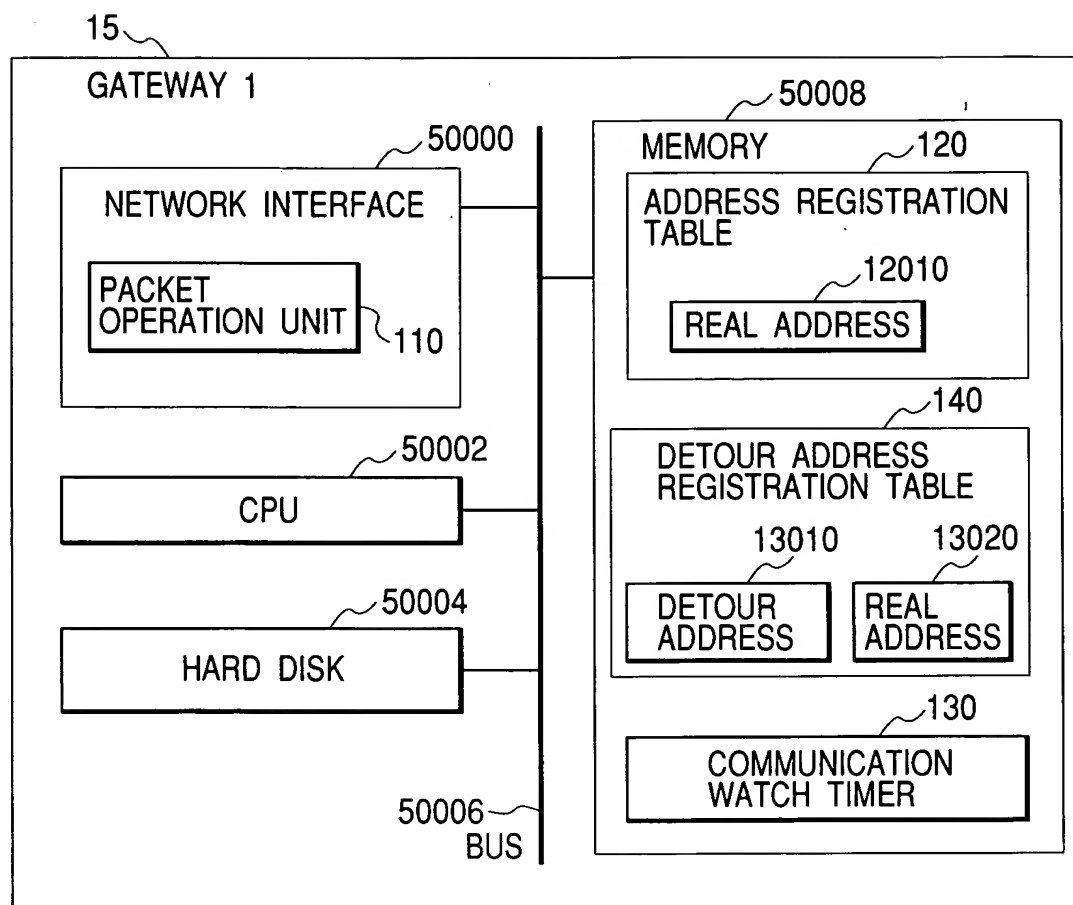 15
GATEWAY 1
50000
NETWORK INTERFACE
PACKET
OPERATION UNIT
110
50002
CPU
50004
HARD DISK
50006
BUS
50008
MEMORY
120
ADDRESS REGISTRATION
TABLE
12010
REAL ADDRESS
140
DETOUR ADDRESS
REGISTRATION TABLE
13010
DETOUR
ADDRESS
13020
REAL
ADDRESS
130
COMMUNICATION
WATCH TIMER